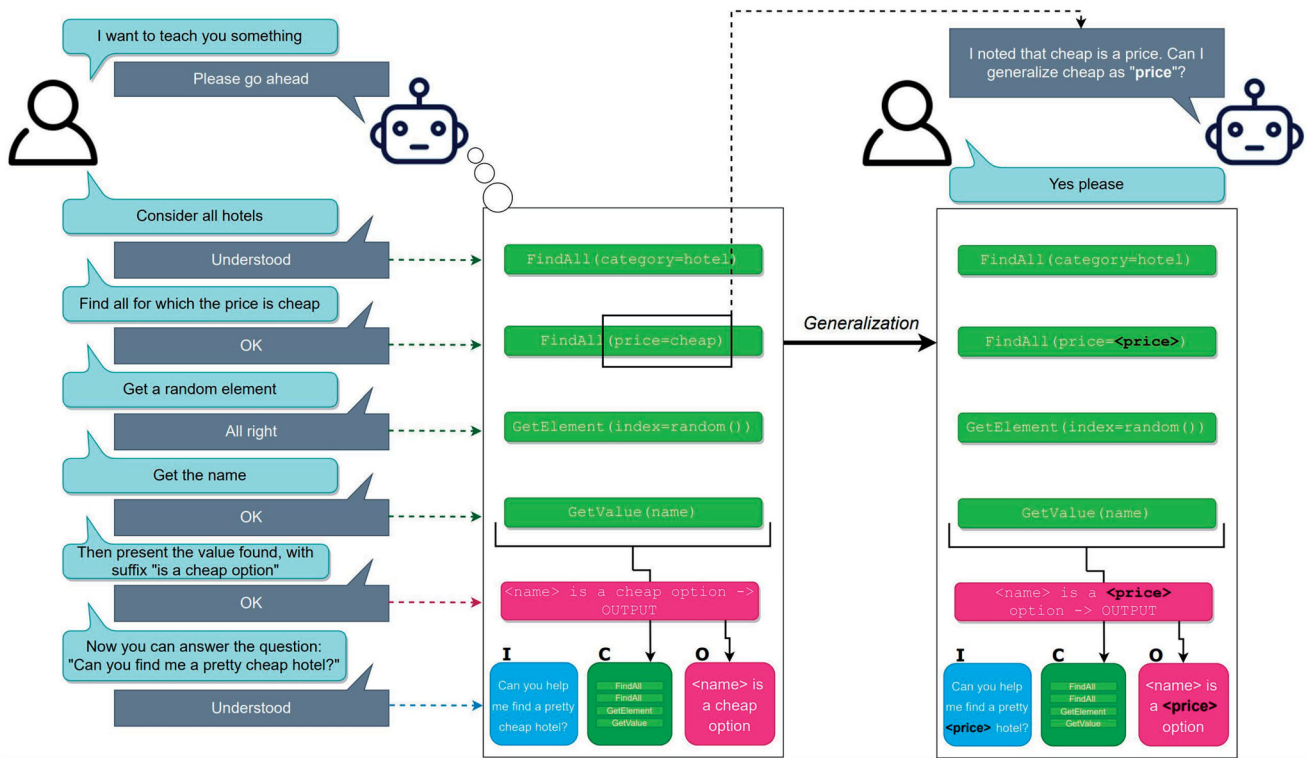 I want to teach you something
Please go ahead
I noted that cheap is a price. Can I
generalize cheap as "price"?
Yes please
Consider all hotels
Understood
Find all for which the price is cheap
OK
Get a random element
All right
Get the name
OK
Then present the value found, with
suffix "is a cheap option"
OK
Now you can answer the question:
"Can you find me a pretty cheap hotel?"
Understood
FindAll(category=hotel)
FindAll(price=cheap)
GetElement(index=random())
GetValue(name)
<name> is a cheap option ->
OUTPUT
I
C
O
Can you help
me find a pretty
cheap hotel?
FindAll
FindAll
GetElement
GetValue
<name> is
a cheap
option
Generalization
FindAll(category=hotel)
FindAll(price=<price>)
GetElement(index=random())
GetValue(name)
<name> is a <price>
option -> OUTPUT
I
C
O
Can you help
me find a pretty
<price> hotel?
FindAll
FindAll
GetElement
GetValue
<name> is
a <price>
option